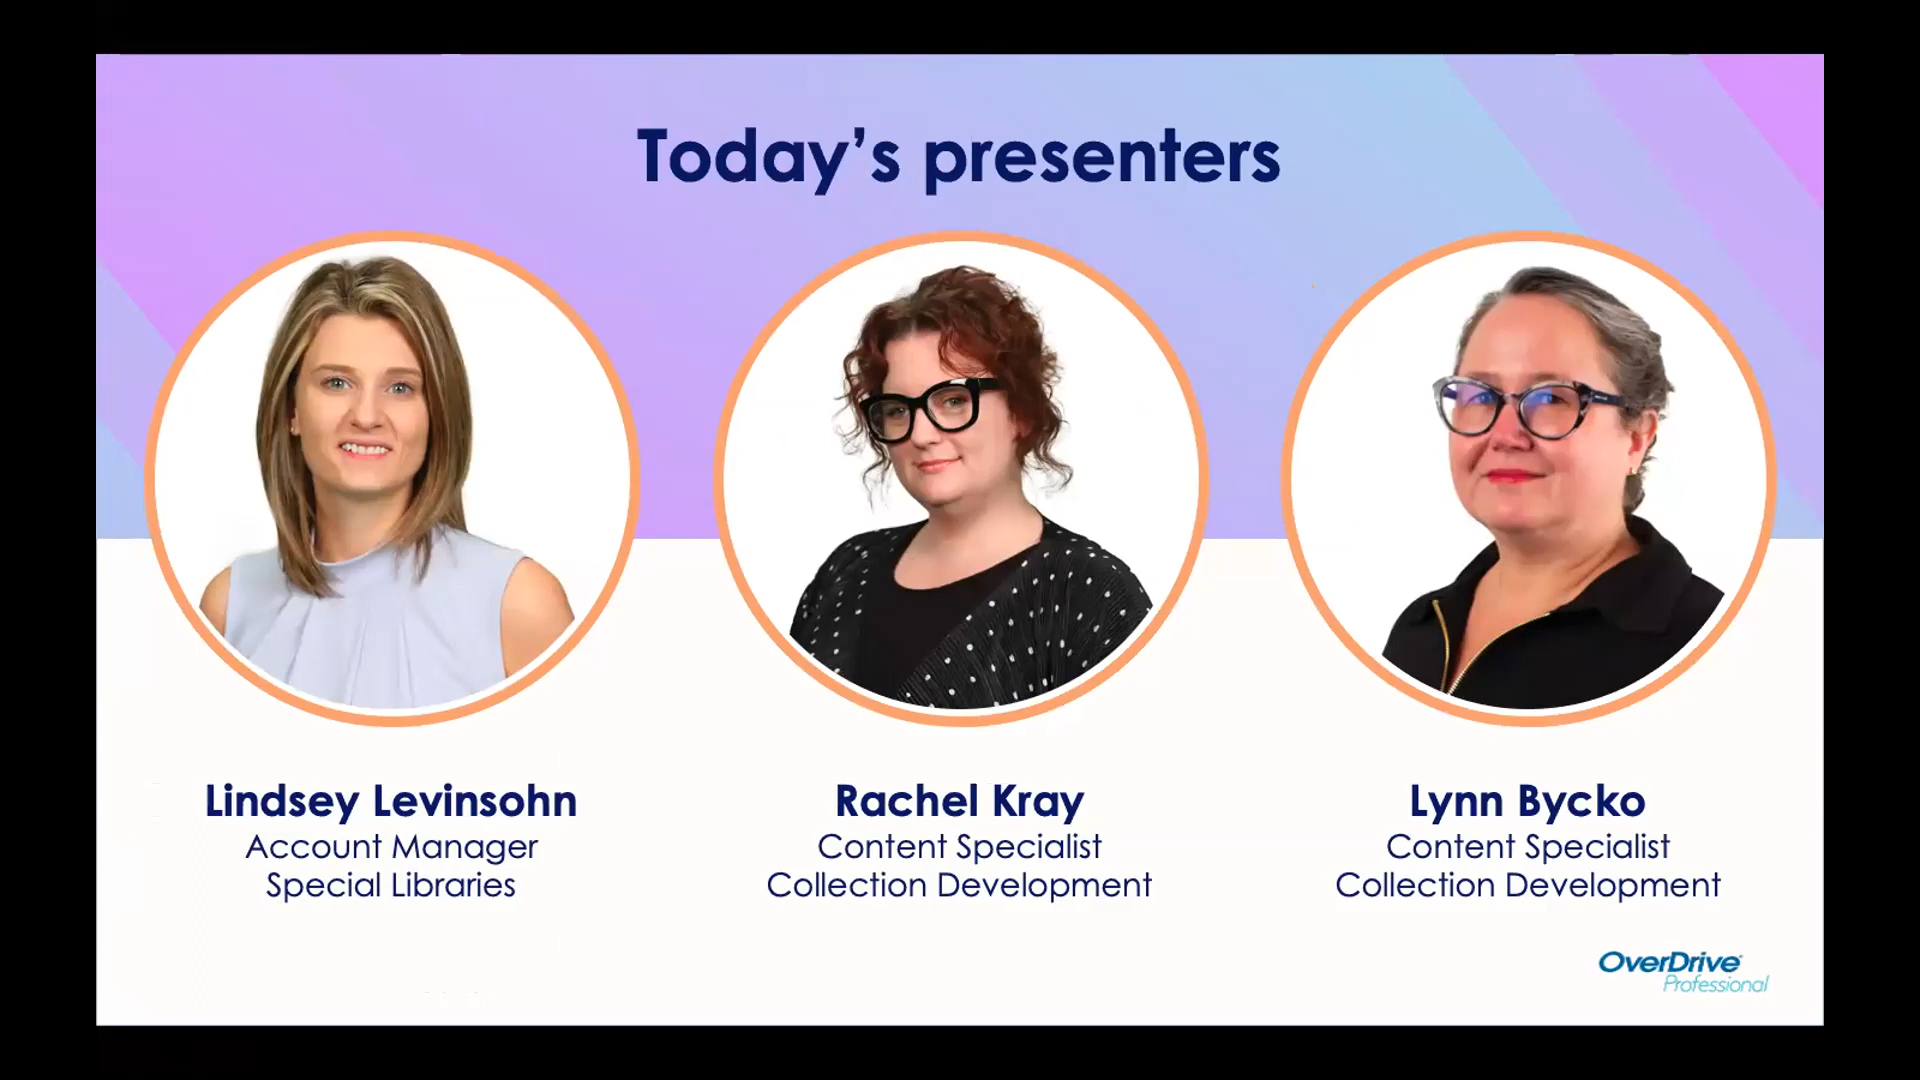 Today’s presenters
Lindsey Levinsohn
Account Manager
Special Libraries
Rachel Kray
Content Specialist
Collection Development
Lynn Bycko
Content Specialist
Collection Development
OverDrive
Professional